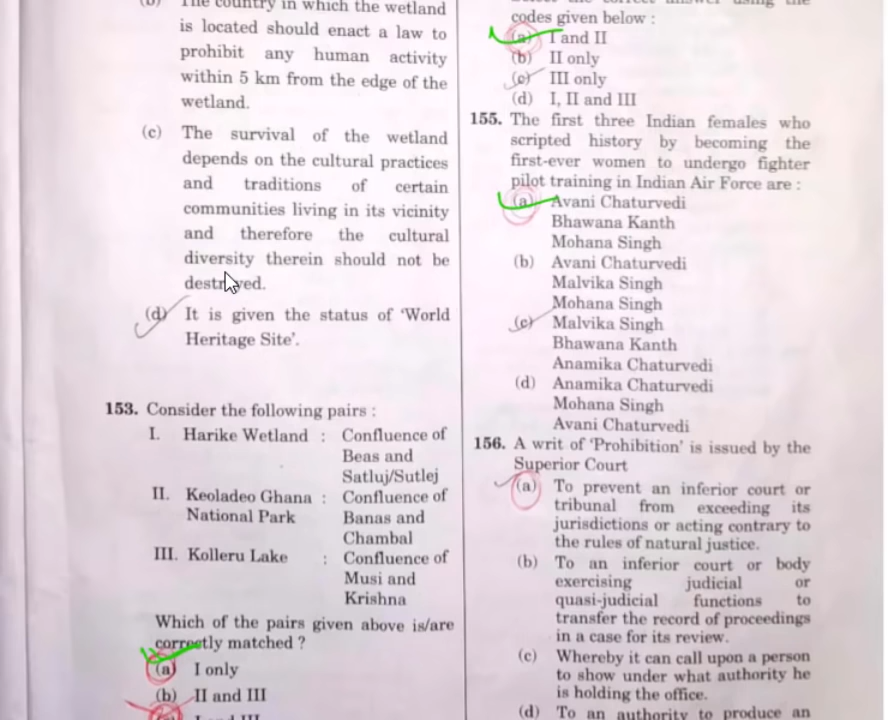 (b) The country in which the wetland
is located should enact a law to
prohibit any human activity
within 5 km from the edge of the
wetland.
(c) The survival of the wetland
depends on the cultural practices
and traditions of certain
communities living in its vicinity
and therefore the cultural
diversity therein should not be
destroyed.
(d) It is given the status of ‘World
Heritage Site’.
153. Consider the following pairs :
I. Harike Wetland : Confluence of
Beas and
Satluj/Sutlej
II. Keoladeo Ghana : Confluence of
National Park Banas and
Chambal
III. Kolleru Lake : Confluence of
Musi and
Krishna
Which of the pairs given above is/are
correctly matched ?
(a) I only
(b) II and III
I and III
codes given below :
(a) I and II
(b) II only
(c) III only
(d) I, II and III
155. The first three Indian females who
scripted history by becoming the
first-ever women to undergo fighter
pilot training in Indian Air Force are :
(a) Avani Chaturvedi
Bhawana Kanth
Mohana Singh
(b) Avani Chaturvedi
Malvika Singh
Mohana Singh
(c) Malvika Singh
Bhawana Kanth
Anamika Chaturvedi
(d) Anamika Chaturvedi
Mohana Singh
Avani Chaturvedi
156. A writ of ‘Prohibition’ is issued by the
Superior Court
(a) To prevent an inferior court or
tribunal from exceeding its
jurisdictions or acting contrary to
the rules of natural justice.
(b) To an inferior court or body
exercising judicial or
quasi-judicial functions to
transfer the record of proceedings
in a case for its review.
(c) Whereby it can call upon a person
to show under what authority he
is holding the office.
(d) To an authority to produce an